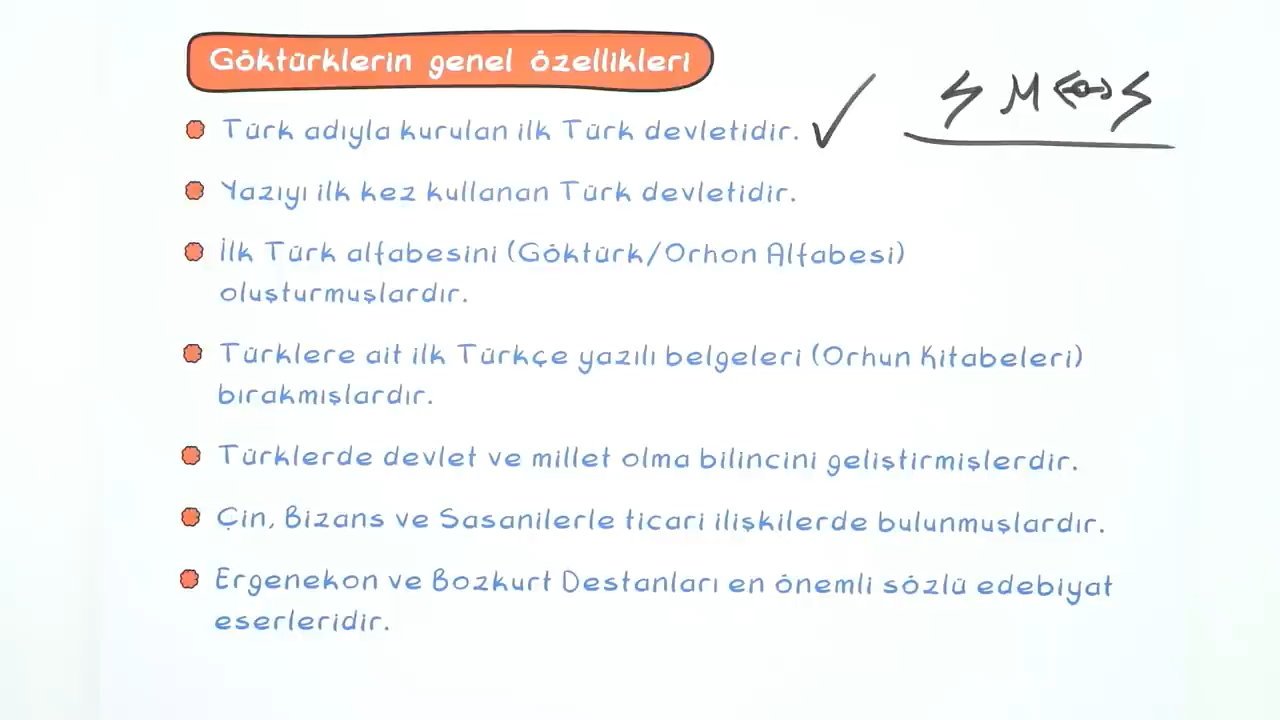 Göktürklerin genel özellikleri
Türk adıyla kurulan ilk Türk devletidir.
Yazıyı ilk kez kullanan Türk devletidir.
İlk Türk alfabesini (Göktürk/Orhon Alfabesi)
oluşturmuşlardır.
Türklere ait ilk Türkçe yazılı belgeleri (Orhun Kitabeleri)
bırakmışlardır.
Türklerde devlet ve millet olma bilincini geliştirmişlerdir.
Çin, Bizans ve Sasanilerle ticari ilişkilerde bulunmuşlardır.
Ergenekon ve Bozkurt Destanları en önemli sözlü edebiyat
eserleridir.